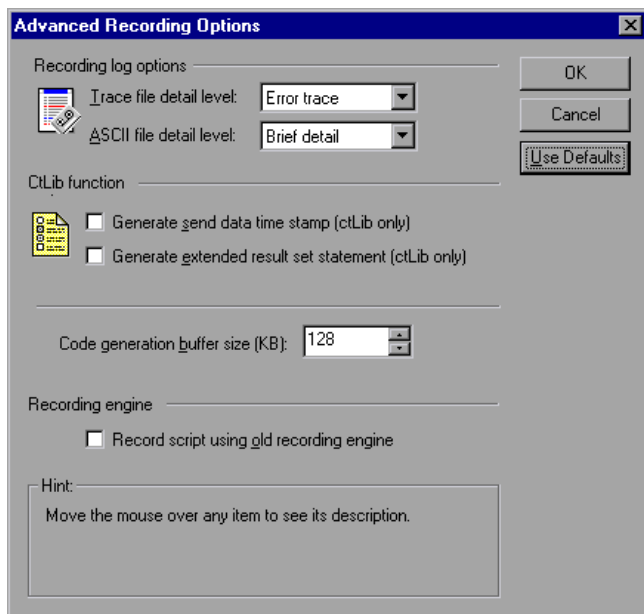 Advanced Recording Options
Recording log options
Trace file detail level: Error trace
ASCII file detail level: Brief detail
OK
Cancel
Use Defaults
CtLib function
Generate send data time stamp (ctLib only)
Generate extended result set statement (ctLib only)
Code generation buffer size (KB): 128
Recording engine
Record script using old recording engine
Hint:
Move the mouse over any item to see its description.